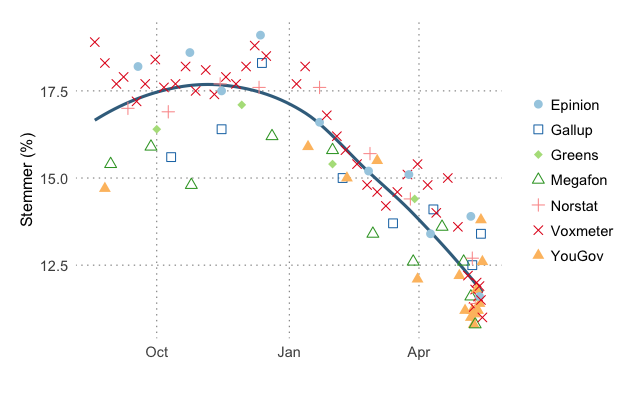 17.5
15.0
12.5
Stemmer (%)
Oct
Jan
Apr
Epinion
Gallup
Greens
Megafon
Norstat
Voxmeter
YouGov